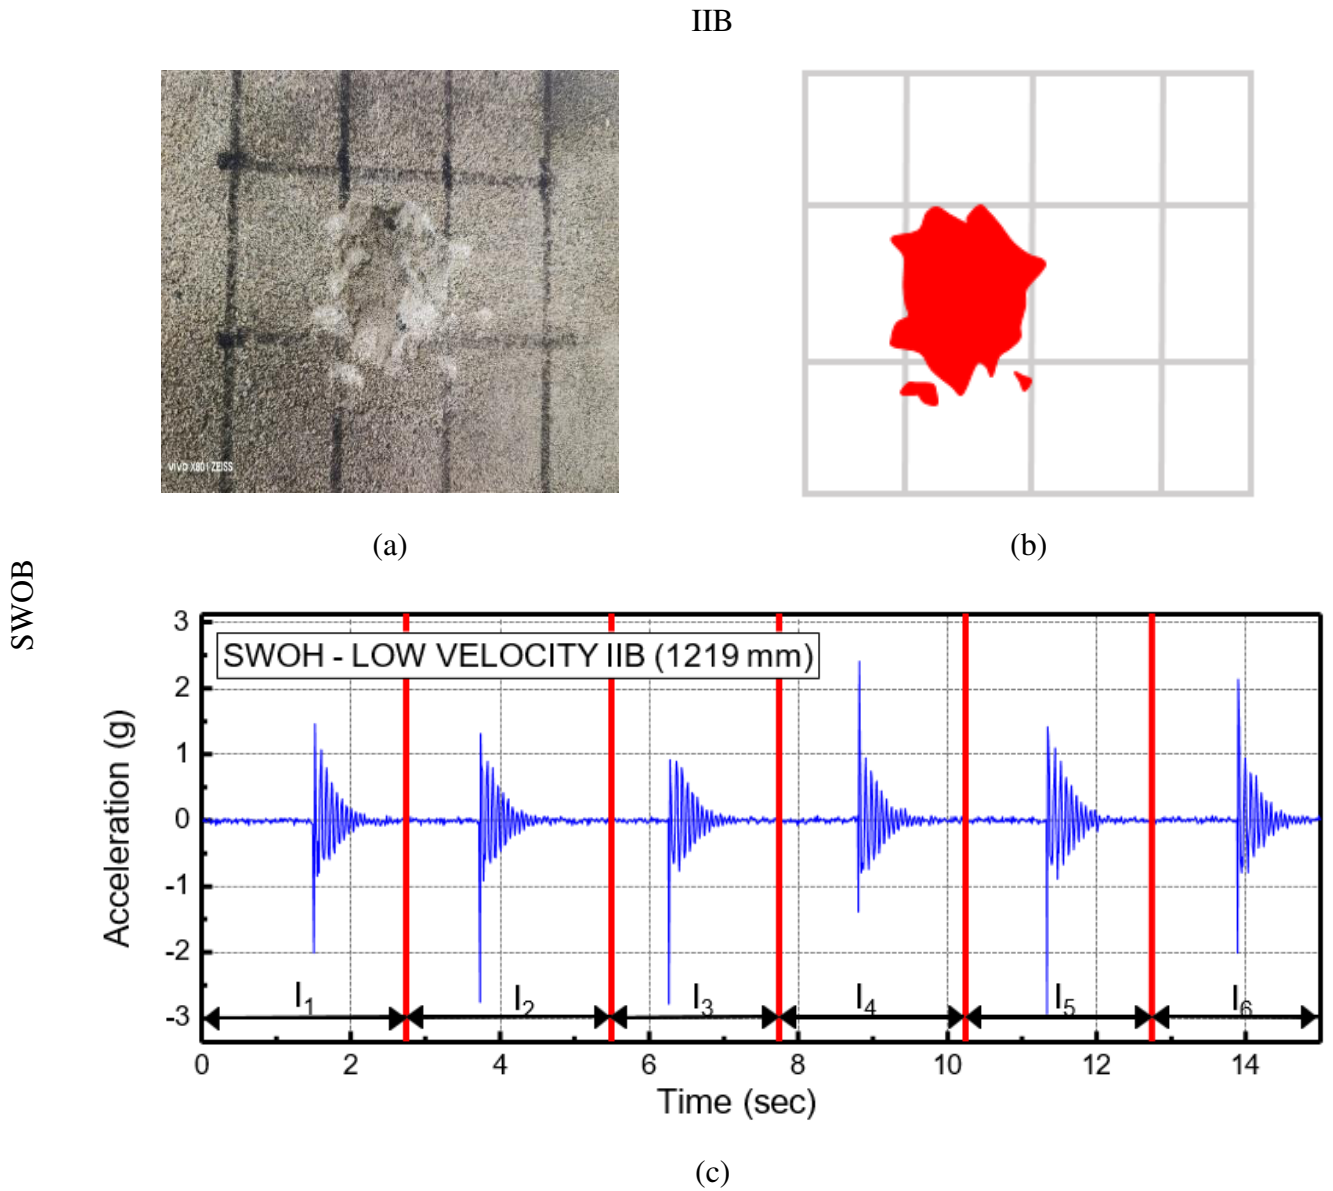 IIB
VIVO X80 | ZEISS
(a)
(b)
SWOB
SWOH - LOW VELOCITY IIB (1219 mm)
Acceleration (g)
3
2
1
0
-1
-2
-3
I1
I2
I3
I4
I5
I6
0
2
4
6
8
10
12
14
Time (sec)
(c)